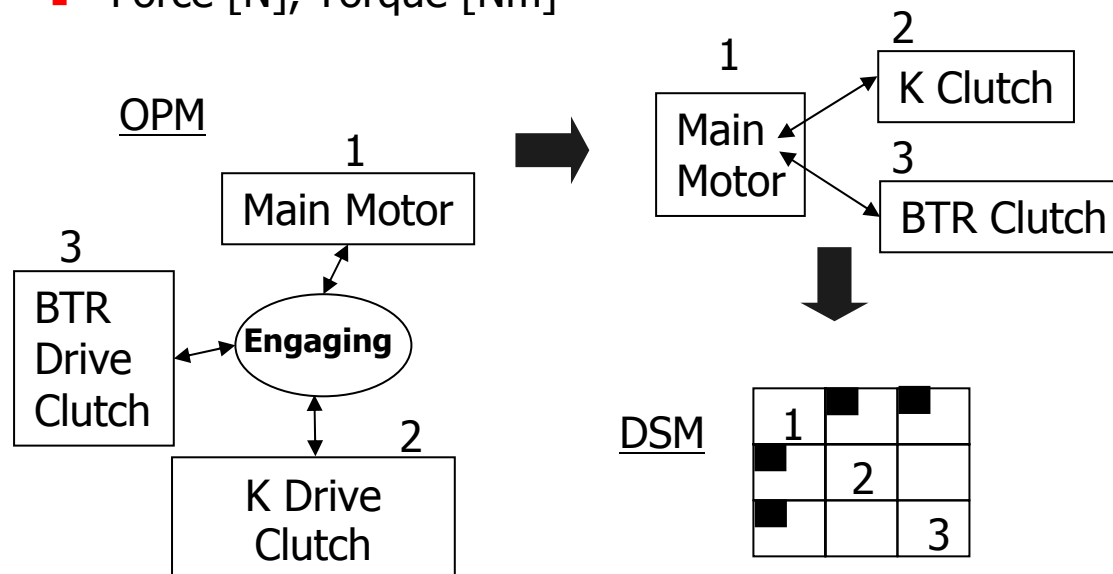 Force [N], Torque [Nm]
OPM
1
Main Motor
3
BTR
Drive
Clutch
Engaging
2
K Drive
Clutch
1
Main
Motor
2
K Clutch
3
BTR Clutch
DSM
1
2
3